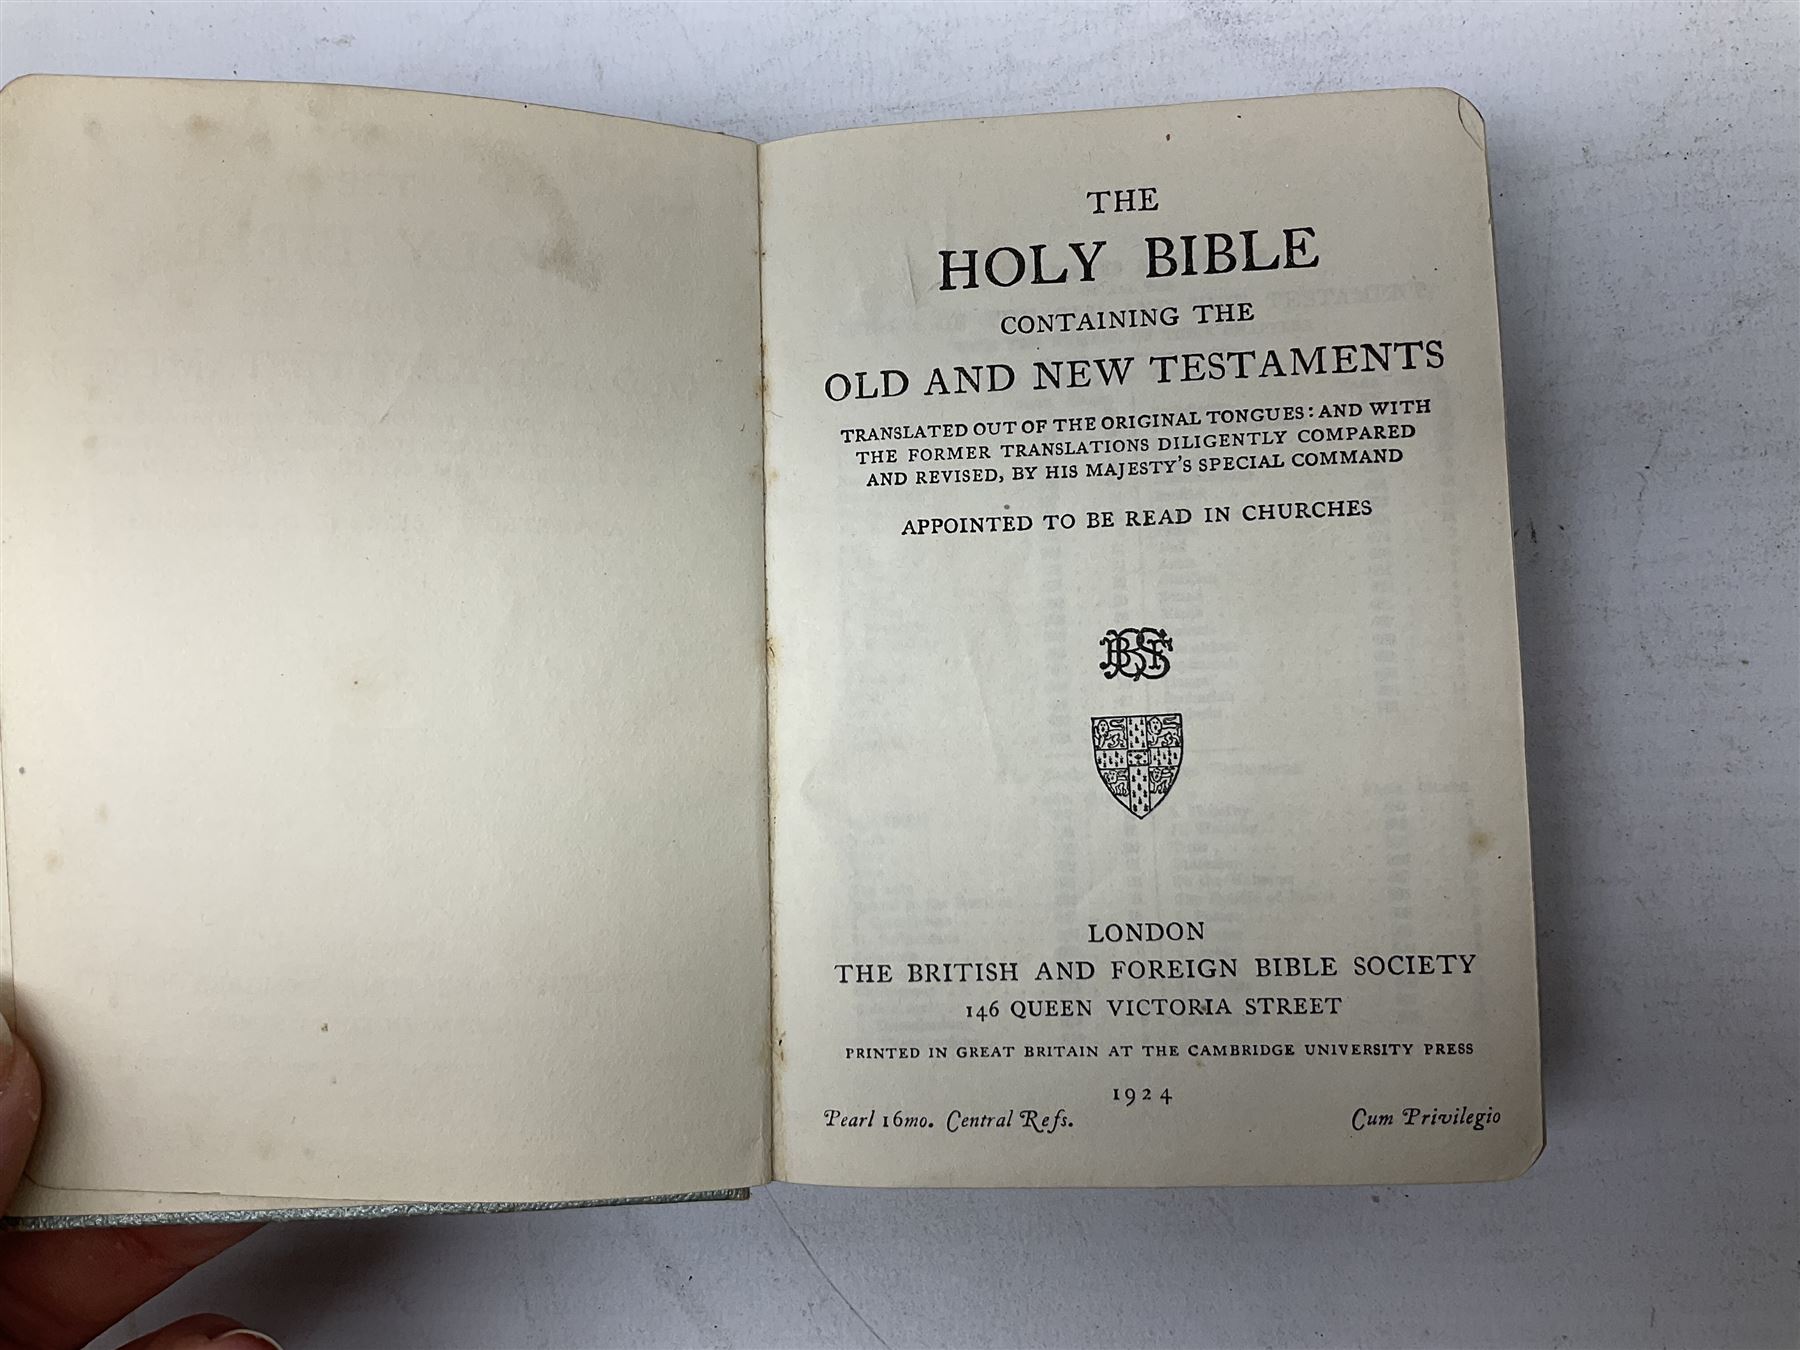 THE
HOLY BIBLE
CONTAINING THE
OLD AND NEW TESTAMENTS
TRANSLATED OUT OF THE ORIGINAL TONGUES: AND WITH
THE FORMER TRANSLATIONS DILIGENTLY COMPARED
AND REVISED, BY HIS MAJESTY'S SPECIAL COMMAND
APPOINTED TO BE READ IN CHURCHES
LONDON
THE BRITISH AND FOREIGN BIBLE SOCIETY
146 QUEEN VICTORIA STREET
PRINTED IN GREAT BRITAIN AT THE CAMBRIDGE UNIVERSITY PRESS
1924
Pearl 16mo. Central Refs. Cum Privilegio